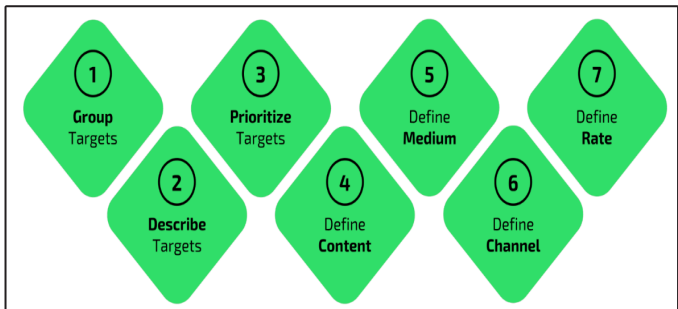 1
Group
Targets
2
Describe
Targets
3
Prioritize
Targets
4
Define
Content
5
Define
Medium
6
Define
Channel
7
Define
Rate